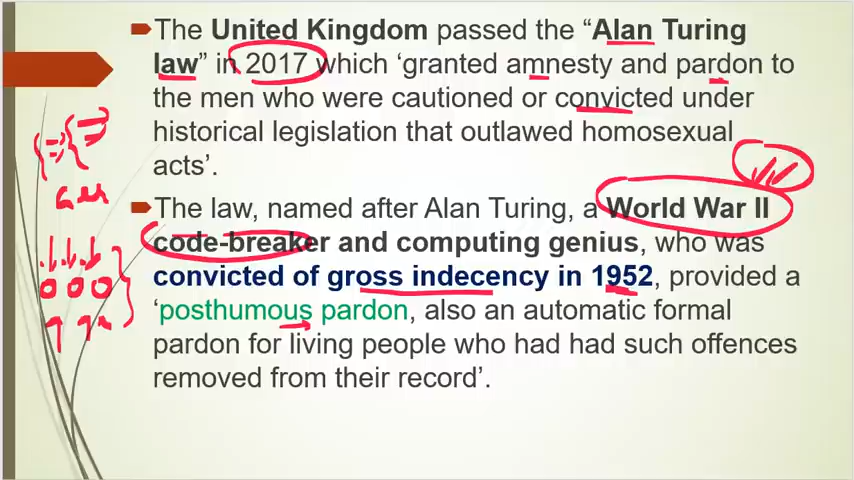 The United Kingdom passed the “Alan Turing
law” in 2017 which ‘granted amnesty and pardon to
the men who were cautioned or convicted under
historical legislation that outlawed homosexual
acts’.
The law, named after Alan Turing, a World War II
code-breaker and computing genius, who was
convicted of gross indecency in 1952, provided a
‘posthumous pardon, also an automatic formal
pardon for living people who had had such offences
removed from their record’.